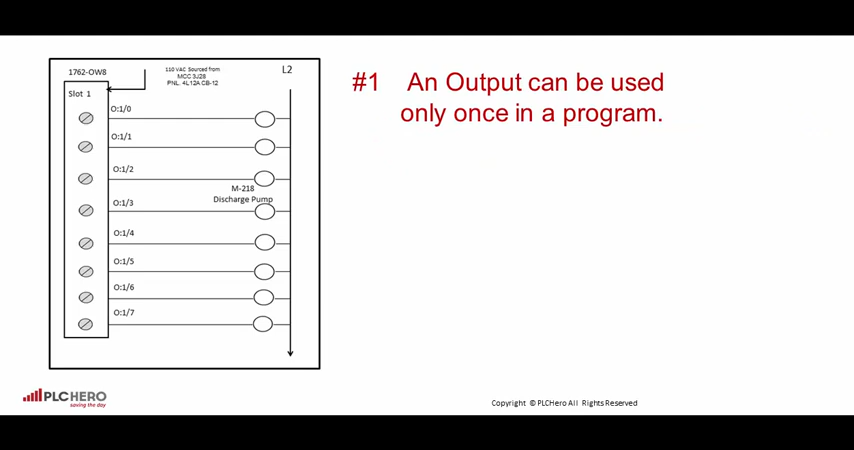 1762-OW8
110 VAC Sourced from
MCC 3J28
PNL. 4L12A CB-12
L2
Slot 1
O:1/0
O:1/1
O:1/2
M-218
Discharge Pump
O:1/3
O:1/4
O:1/5
O:1/6
O:1/7
#1 An Output can be used
only once in a program.
PLCHERO
saving the day
Copyright © PLCHero All Rights Reserved